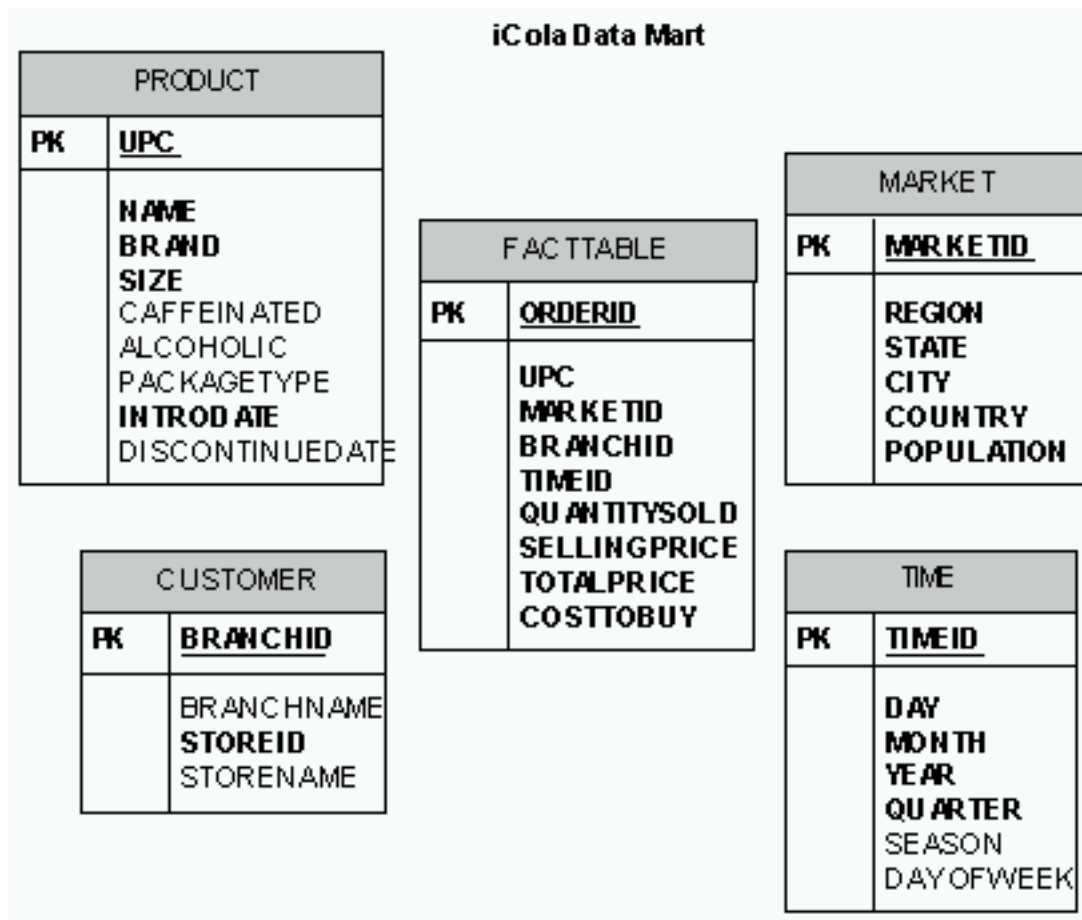 iCola Data Mart
PRODUCT
PK UPC
NAME
BRAND
SIZE
CAFFEINATED
ALCOHOLIC
PACKAGETYPE
INTRODATE
DISCONTINUEDATE
FACTTABLE
PK ORDERID
UPC
MARKETID
BRANCHID
TIMEID
QUANTITYSOLD
SELLINGPRICE
TOTALPRICE
COSTTOBUY
MARKET
PK MARKETID
REGION
STATE
CITY
COUNTRY
POPULATION
CUSTOMER
PK BRANCHID
BRANCHNAME
STOREID
STORENAME
TIME
PK TIMEID
DAY
MONTH
YEAR
QUARTER
SEASON
DAYOFWEEK